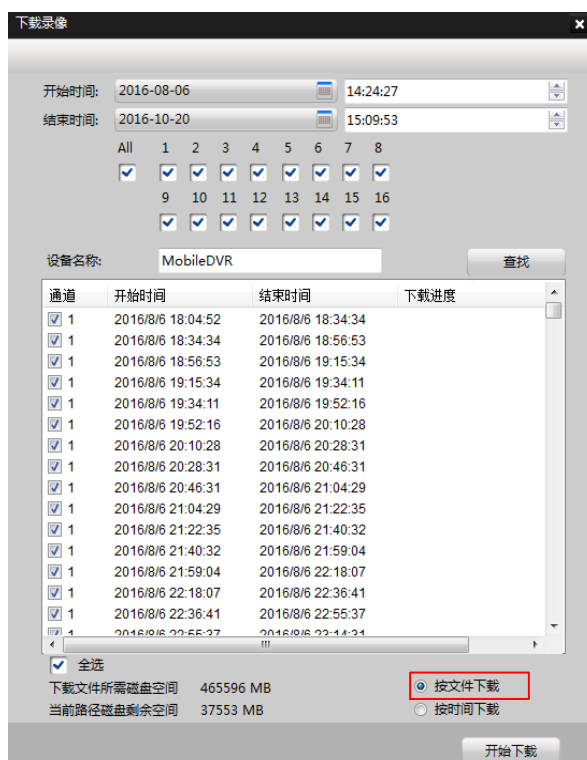 下载录像
开始时间: 2016-08-06 14:24:27
结束时间: 2016-10-20 15:09:53
All 1 2 3 4 5 6 7 8
9 10 11 12 13 14 15 16
设备名称: MobileDVR 查找
通道 开始时间 结束时间 下载进度
1 2016/8/6 18:04:52 2016/8/6 18:34:34
1 2016/8/6 18:34:34 2016/8/6 18:56:53
1 2016/8/6 18:56:53 2016/8/6 19:15:34
1 2016/8/6 19:15:34 2016/8/6 19:34:11
1 2016/8/6 19:34:11 2016/8/6 19:52:16
1 2016/8/6 19:52:16 2016/8/6 20:10:28
1 2016/8/6 20:10:28 2016/8/6 20:28:31
1 2016/8/6 20:28:31 2016/8/6 20:46:31
1 2016/8/6 20:46:31 2016/8/6 21:04:29
1 2016/8/6 21:04:29 2016/8/6 21:22:35
1 2016/8/6 21:22:35 2016/8/6 21:40:32
1 2016/8/6 21:40:32 2016/8/6 21:59:04
1 2016/8/6 21:59:04 2016/8/6 22:18:07
1 2016/8/6 22:18:07 2016/8/6 22:36:41
1 2016/8/6 22:36:41 2016/8/6 22:55:37
1 2016/8/6 22:55:37 2016/8/6 23:14:31
全选
下载文件所需磁盘空间 465596 MB 按文件下载
当前路径磁盘剩余空间 37553 MB 按时间下载
开始下载